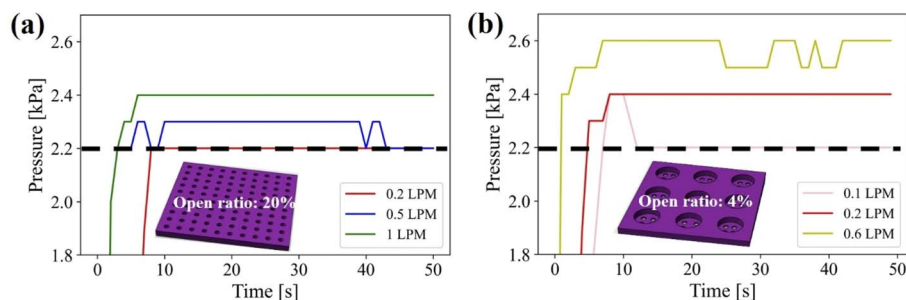 (a)
Pressure [kPa]
2.6
2.4
2.2
2.0
1.8
Open ratio: 20%
0.2 LPM
0.5 LPM
1 LPM
0 10 20 30 40 50
Time [s]
(b)
Pressure [kPa]
2.6
2.4
2.2
2.0
1.8
Open ratio: 4%
0.1 LPM
0.2 LPM
0.6 LPM
0 10 20 30 40 50
Time [s]